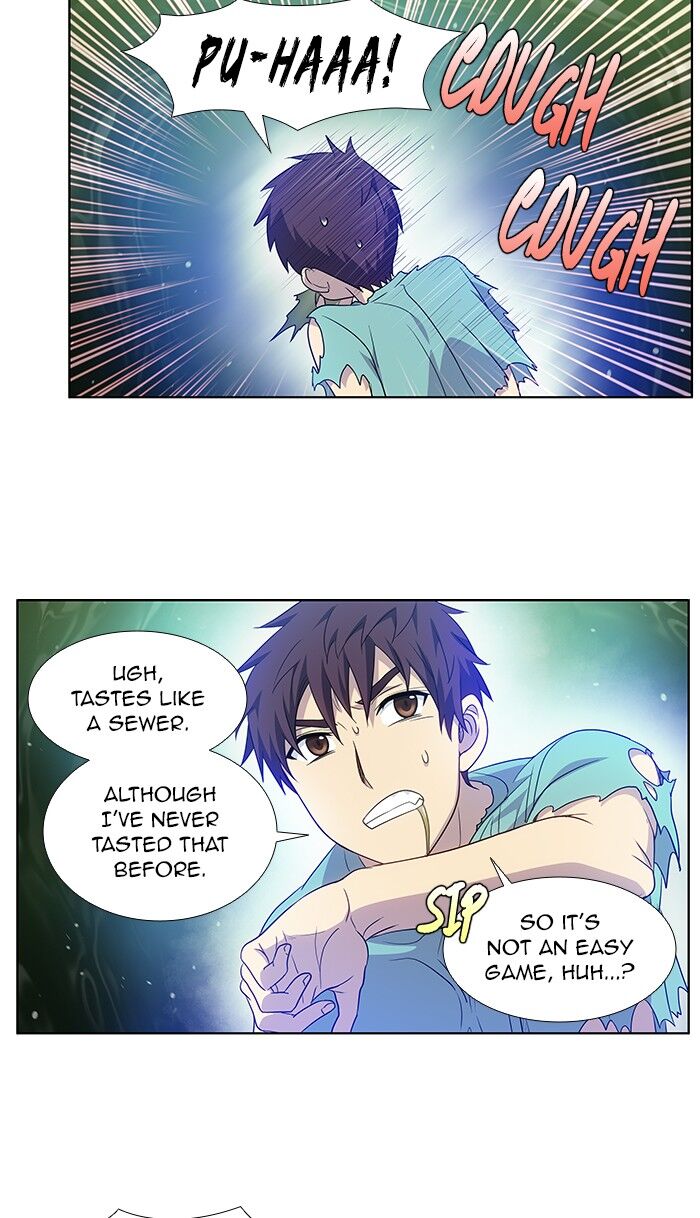 PU-HAAA!
COUGH
COUGH
UGH,
TASTES LIKE
A SEWER.
ALTHOUGH
I'VE NEVER
TASTED THAT
BEFORE.
SIP
SO IT'S
NOT AN EASY
GAME, HUH...?